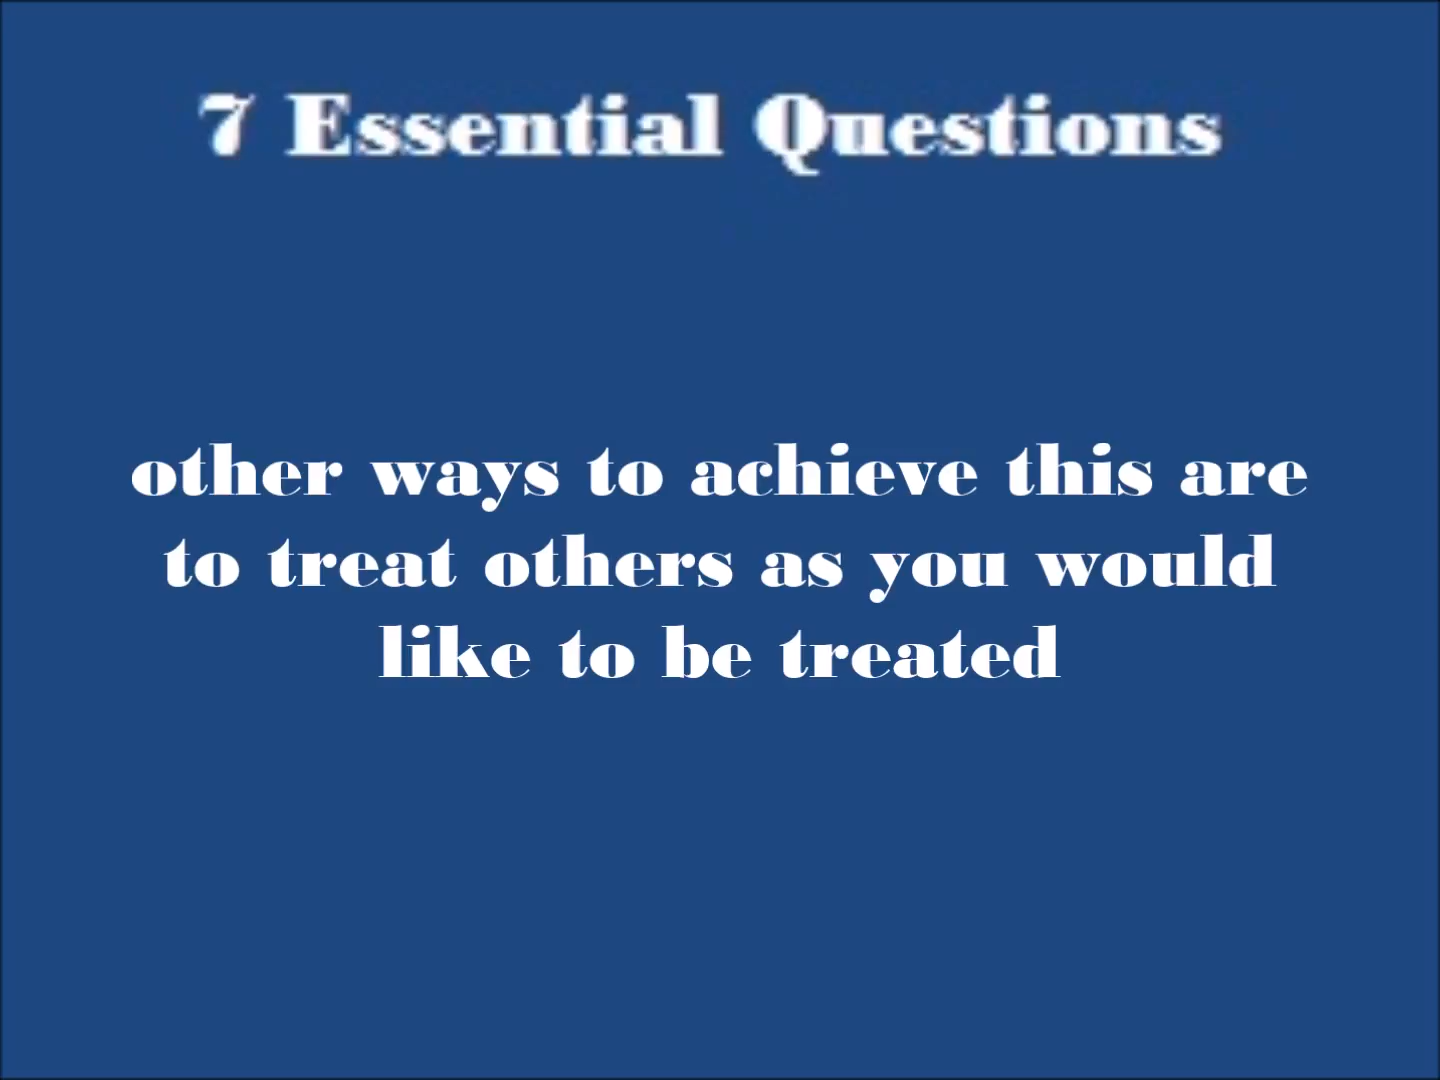 7 Essential Questions
other ways to achieve this are
to treat others as you would
like to be treated